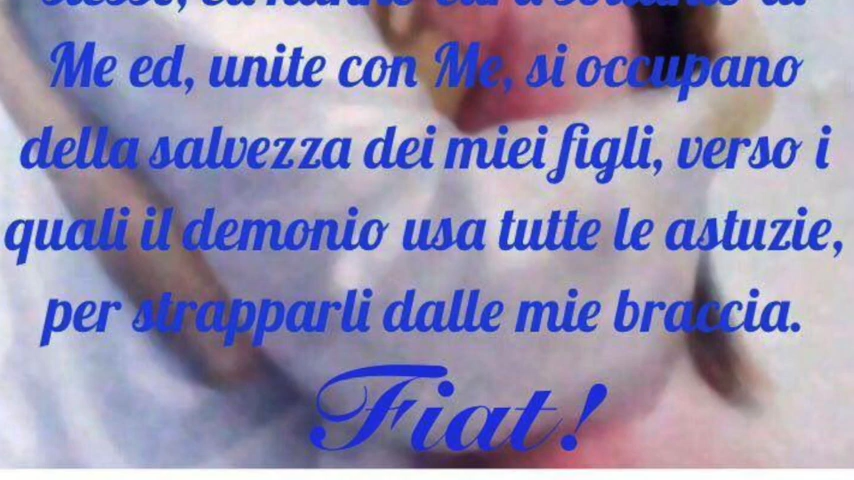 Me ed, unite con Me, si occupano
della salvezza dei miei figli, verso i
quali il demonio usa tutte le astuzie,
per strapparli dalle mie braccia.
Fiat!